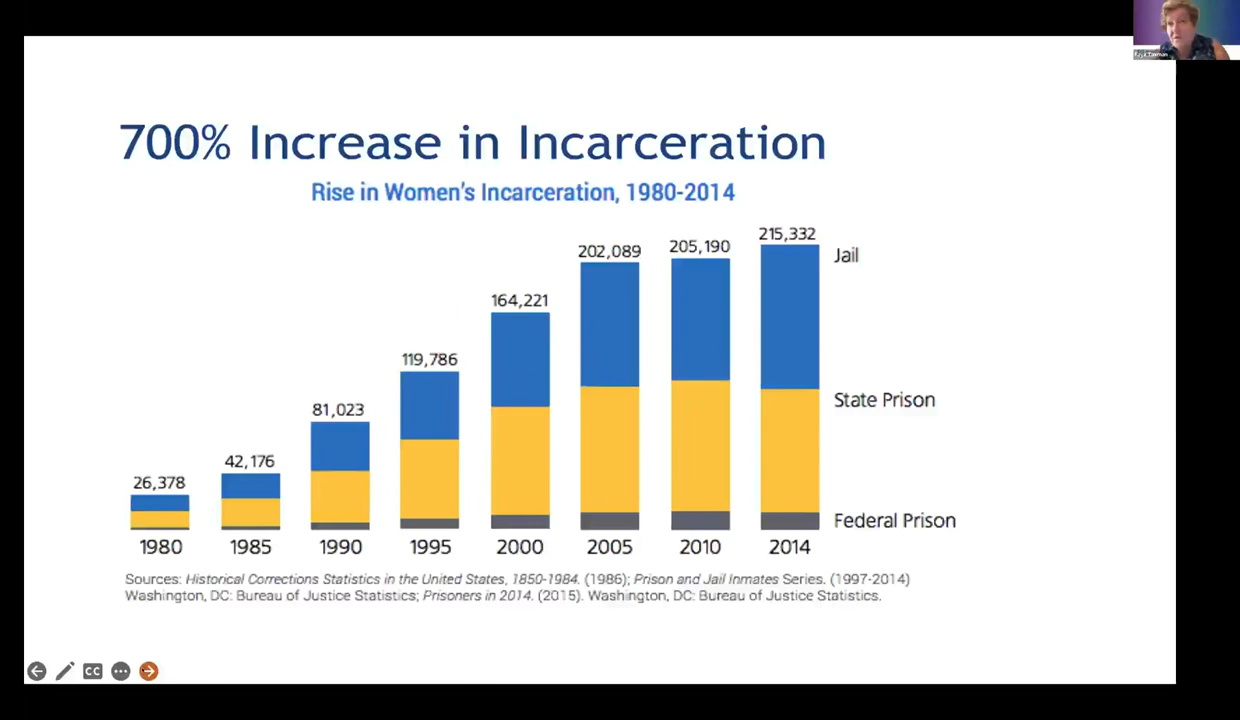 700% Increase in Incarceration
Rise in Women's Incarceration, 1980-2014
215,332
202,089
205,190
Jail
164,221
119,786
81,023
State Prison
42,176
26,378
Federal Prison
1980 1985 1990 1995 2000 2005 2010 2014
Sources: Historical Corrections Statistics in the United States, 1850-1984. (1986); Prison and Jail Inmates Series. (1997-2014)
Washington, DC: Bureau of Justice Statistics; Prisoners in 2014. (2015). Washington, DC: Bureau of Justice Statistics.
CC